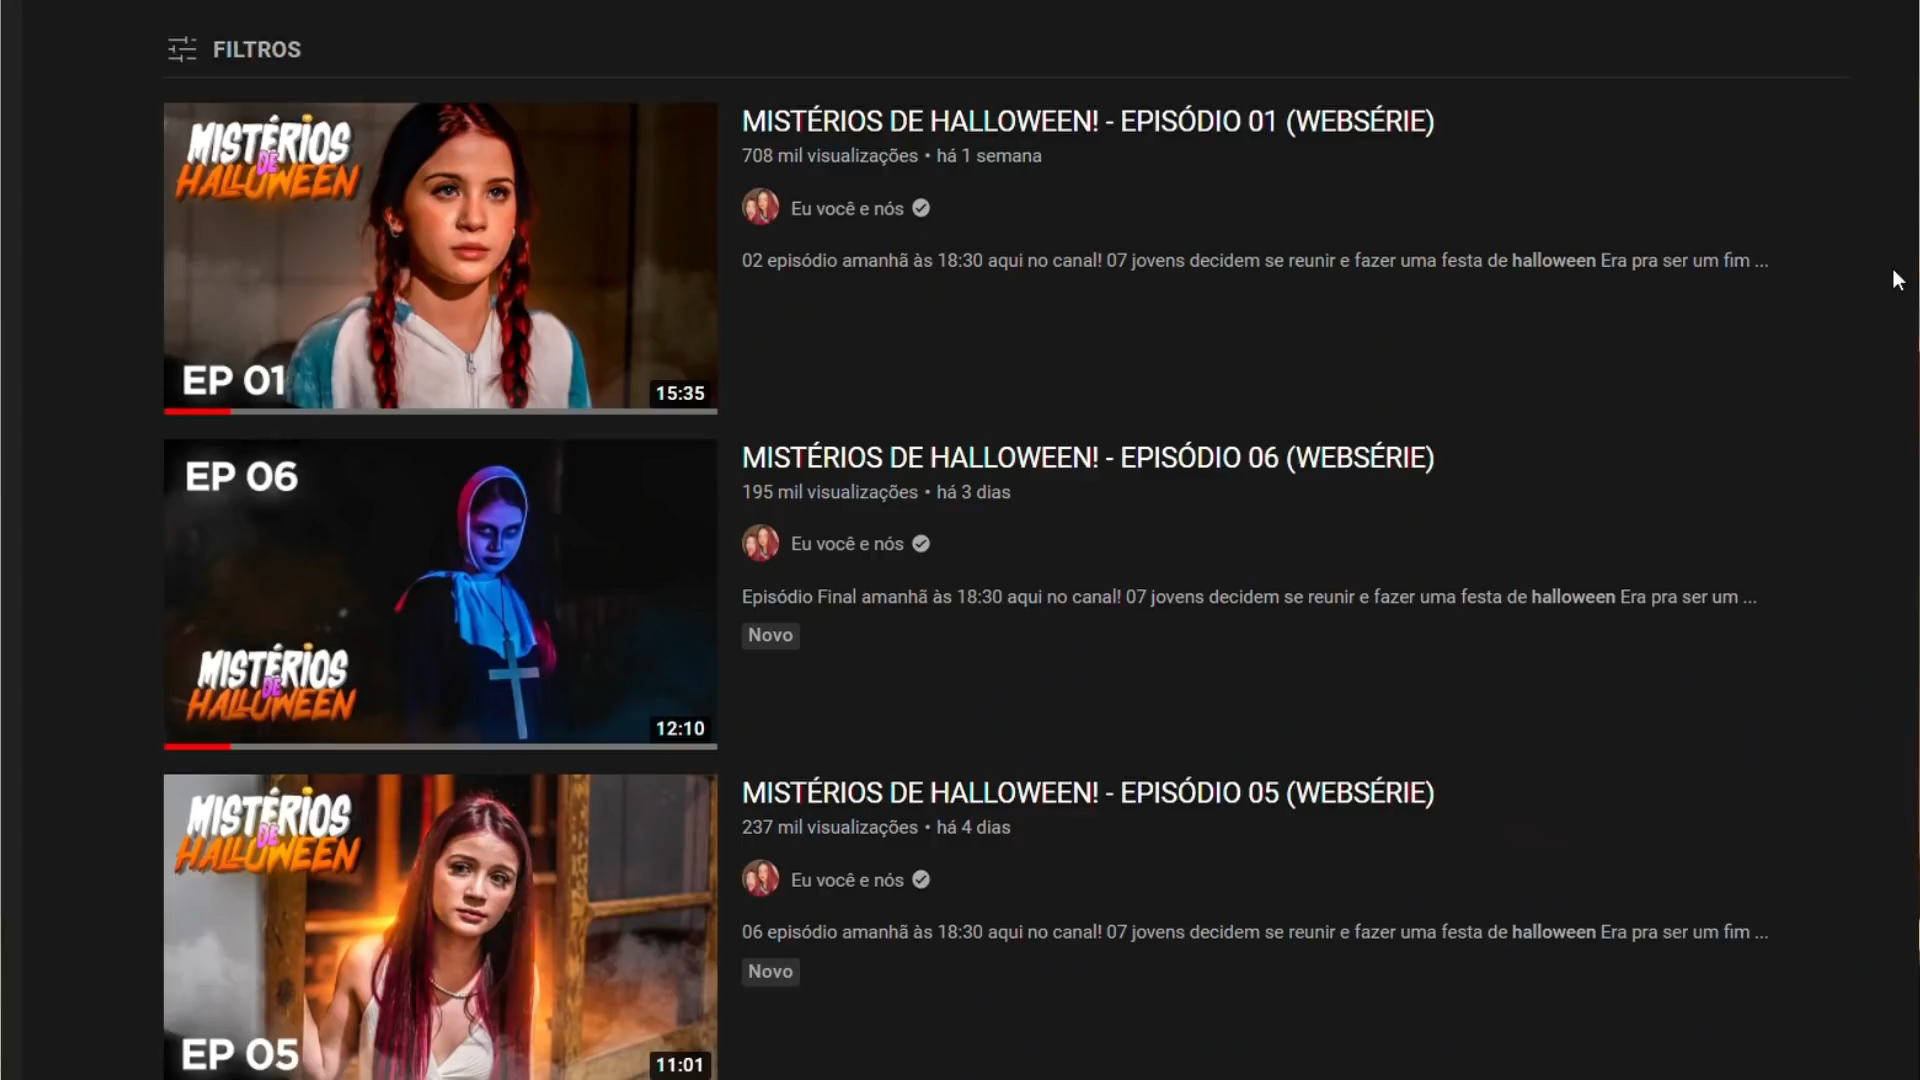 FILTROS
MISTÉRIOS
DE
HALLOWEEN
EP 01
15:35
MISTÉRIOS DE HALLOWEEN! - EPISÓDIO 01 (WEBSÉRIE)
708 mil visualizações • há 1 semana
Eu você e nós
02 episódio amanhã às 18:30 aqui no canal! 07 jovens decidem se reunir e fazer uma festa de halloween Era pra ser um fim ...
EP 06
MISTÉRIOS
DE
HALLOWEEN
12:10
MISTÉRIOS DE HALLOWEEN! - EPISÓDIO 06 (WEBSÉRIE)
195 mil visualizações • há 3 dias
Eu você e nós
Episódio Final amanhã às 18:30 aqui no canal! 07 jovens decidem se reunir e fazer uma festa de halloween Era pra ser um ...
Novo
MISTÉRIOS
DE
HALLOWEEN
EP 05
11:01
MISTÉRIOS DE HALLOWEEN! - EPISÓDIO 05 (WEBSÉRIE)
237 mil visualizações • há 4 dias
Eu você e nós
06 episódio amanhã às 18:30 aqui no canal! 07 jovens decidem se reunir e fazer uma festa de halloween Era pra ser um fim ...
Novo